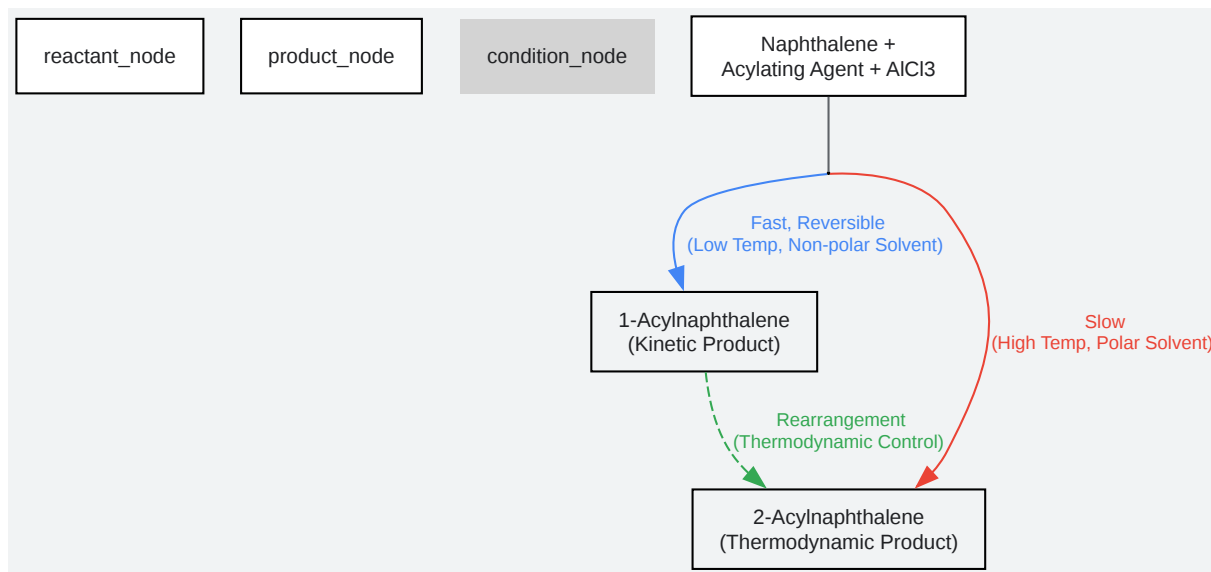 reactant_node
product_node
condition_node
Naphthalene +
Acylating Agent + AlCl3
Fast, Reversible
(Low Temp, Non-polar Solvent)
1-Acylnaphthalene
(Kinetic Product)
Slow
(High Temp, Polar Solvent)
Rearrangement
(Thermodynamic Control)
2-Acylnaphthalene
(Thermodynamic Product)